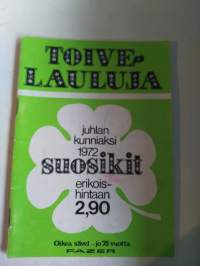 TOIVE-
LAULUJA
juhlan
kunniaksi
1972
suosikit
erikois-
hintaan
2,90
Oikea sävel - jo 75 vuotta
FAZER